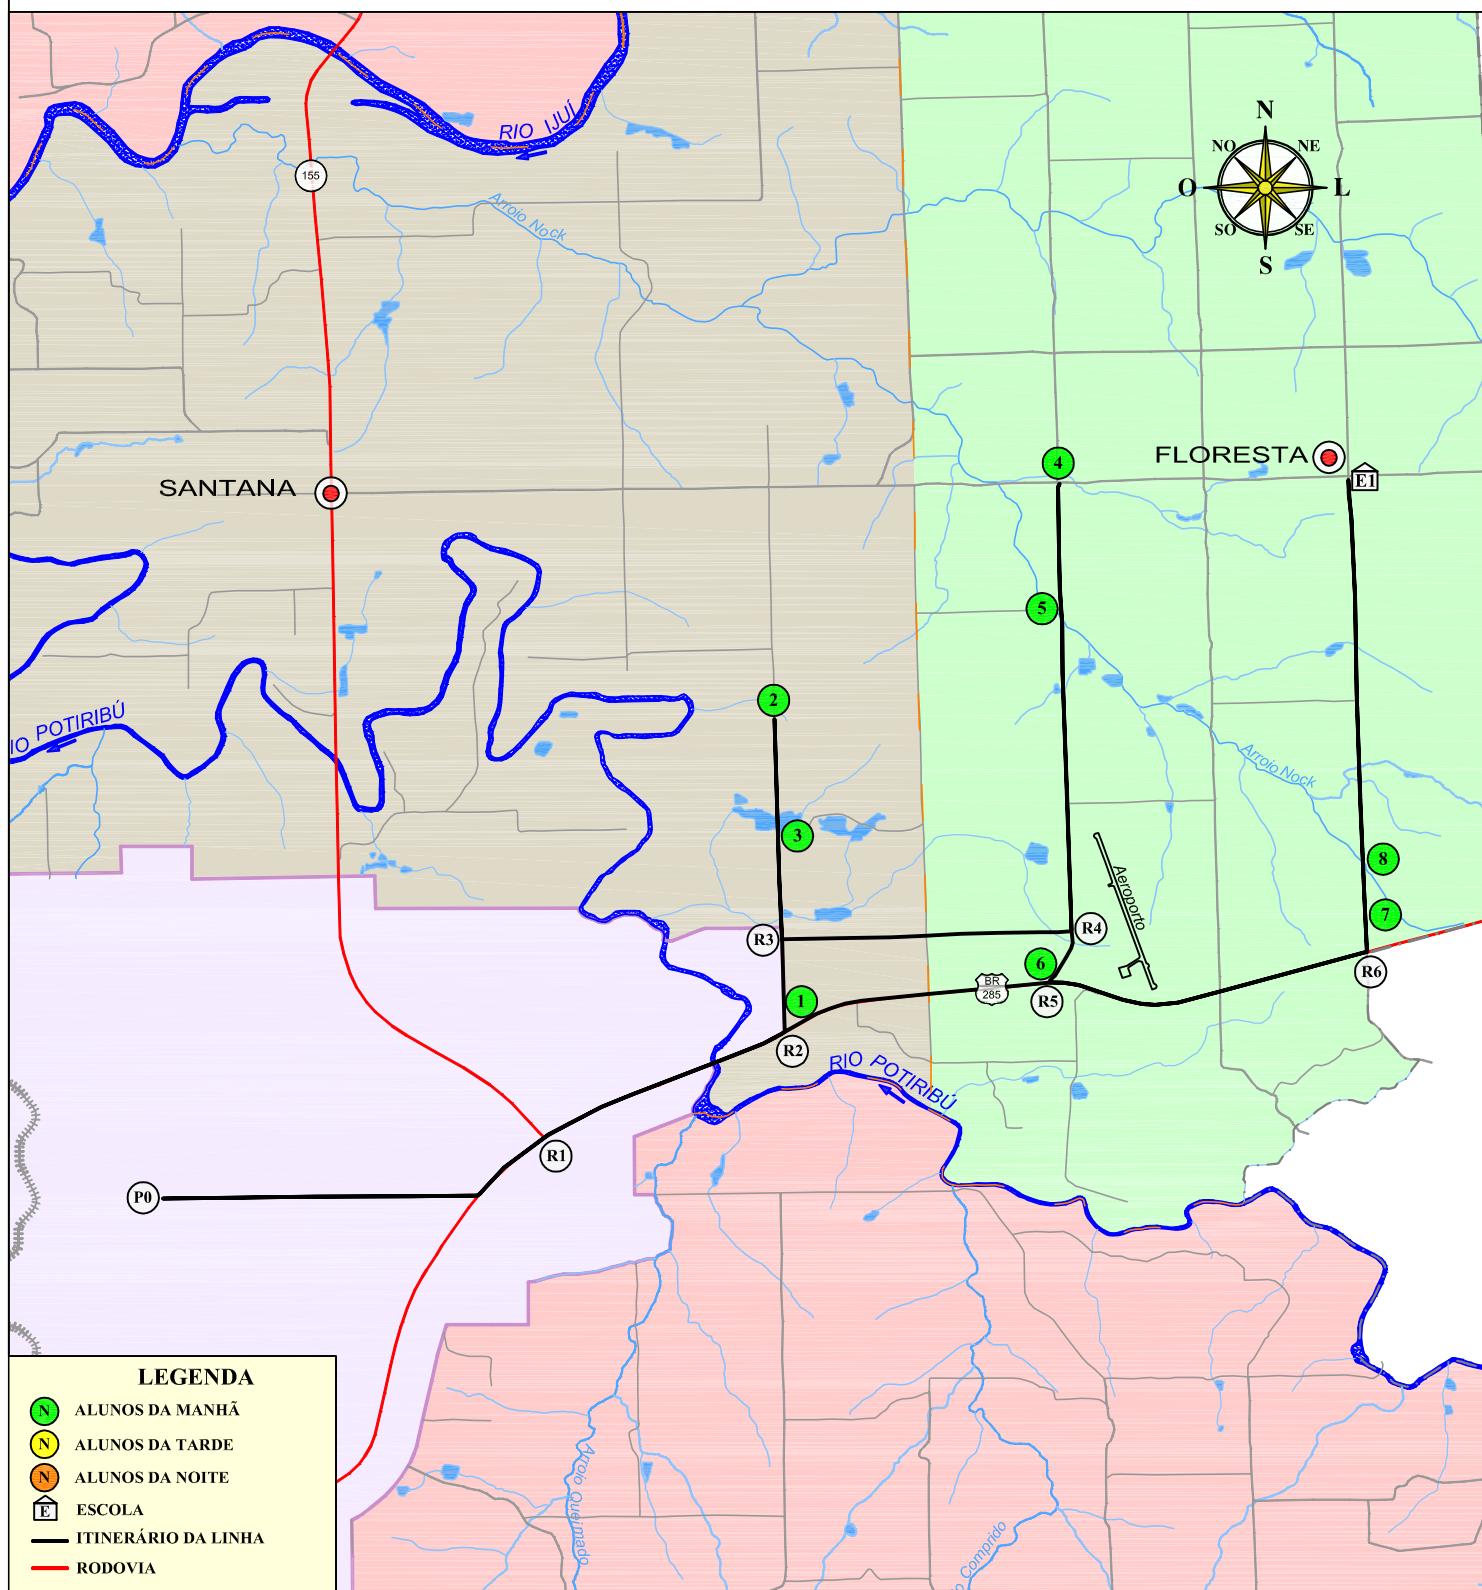 RIO IJUÍ
N
NO
NE
O
L
SO
SE
S
155
Arroio Nock
4
FLORESTA
E1
SANTANA
5
2
IO POTIRIBÚ
Arroio Nock
3
8
Aeroporto
7
R3
R4
6
R6
BR
285
1
R5
R2
RIO POTIRIBÚ
R1
P0
LEGENDA
N ALUNOS DA MANHÃ
N ALUNOS DA TARDE
N ALUNOS DA NOITE
E ESCOLA
ITINERÁRIO DA LINHA
RODOVIA
Arroio Queimado
o Comprido